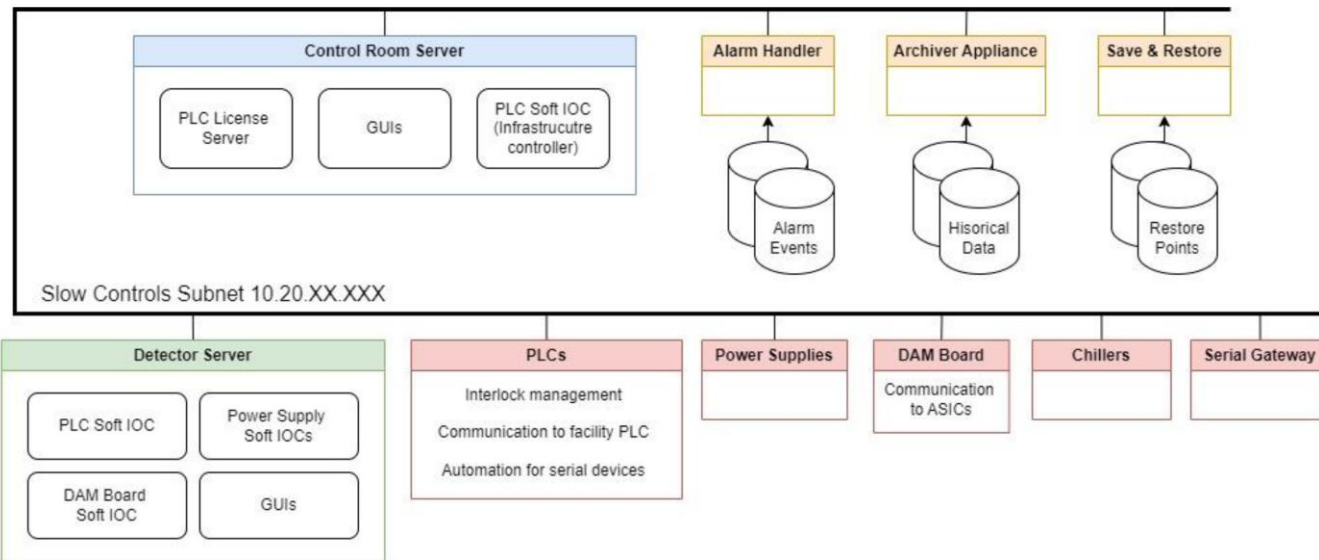 Control Room Server
Alarm Handler
Archiver Appliance
Save & Restore
PLC License
Server
GUIs
PLC Soft IOC
(Infrastrucutre
controller)
Alarm
Events
Hisorical
Data
Restore
Points
Slow Controls Subnet 10.20.XX.XXX
Detector Server
PLCs
Power Supplies
DAM Board
Chillers
Serial Gateway
PLC Soft IOC
Power Supply
Soft IOCs
DAM Board
Soft IOC
GUIs
Interlock management
Communication to facility PLC
Automation for serial devices
Communication
to ASICs